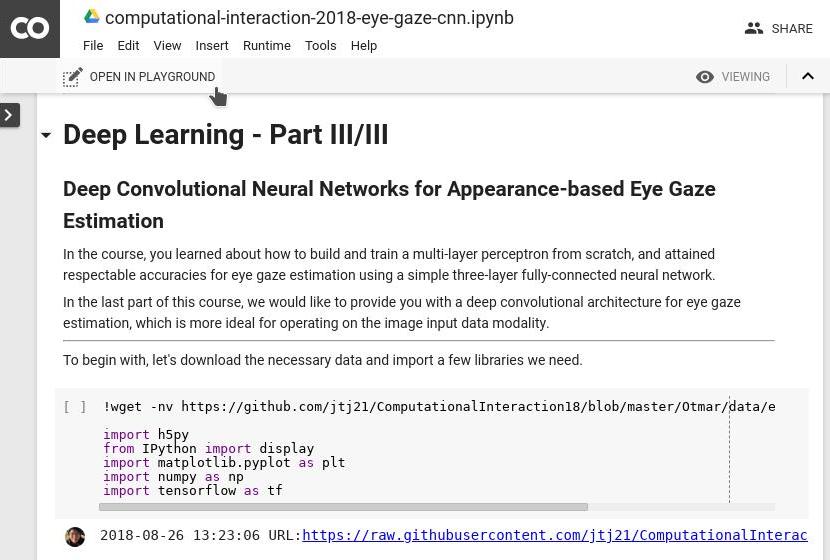 CO
computational-interaction-2018-eye-gaze-cnn.ipynb
File Edit View Insert Runtime Tools Help
SHARE
OPEN IN PLAYGROUND
VIEWING
Deep Learning - Part III/III
Deep Convolutional Neural Networks for Appearance-based Eye Gaze
Estimation
In the course, you learned about how to build and train a multi-layer perceptron from scratch, and attained
respectable accuracies for eye gaze estimation using a simple three-layer fully-connected neural network.
In the last part of this course, we would like to provide you with a deep convolutional architecture for eye gaze
estimation, which is more ideal for operating on the image input data modality.
To begin with, let's download the necessary data and import a few libraries we need.
[ ] !wget -nv https://github.com/jtj21/ComputationalInteraction18/blob/master/Otmar/data/e
import h5py
from IPython import display
import matplotlib.pyplot as plt
import numpy as np
import tensorflow as tf
2018-08-26 13:23:06 URL:https://raw.githubusercontent.com/jtj21/ComputationalInterac